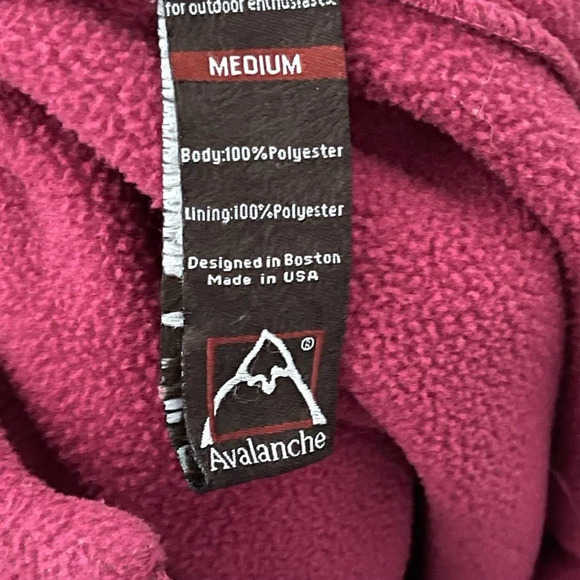 for outdoor enthusiasts.
MEDIUM
Body:100%Polyester
Lining:100%Polyester
Designed in Boston
Made in USA
®
Avalanche